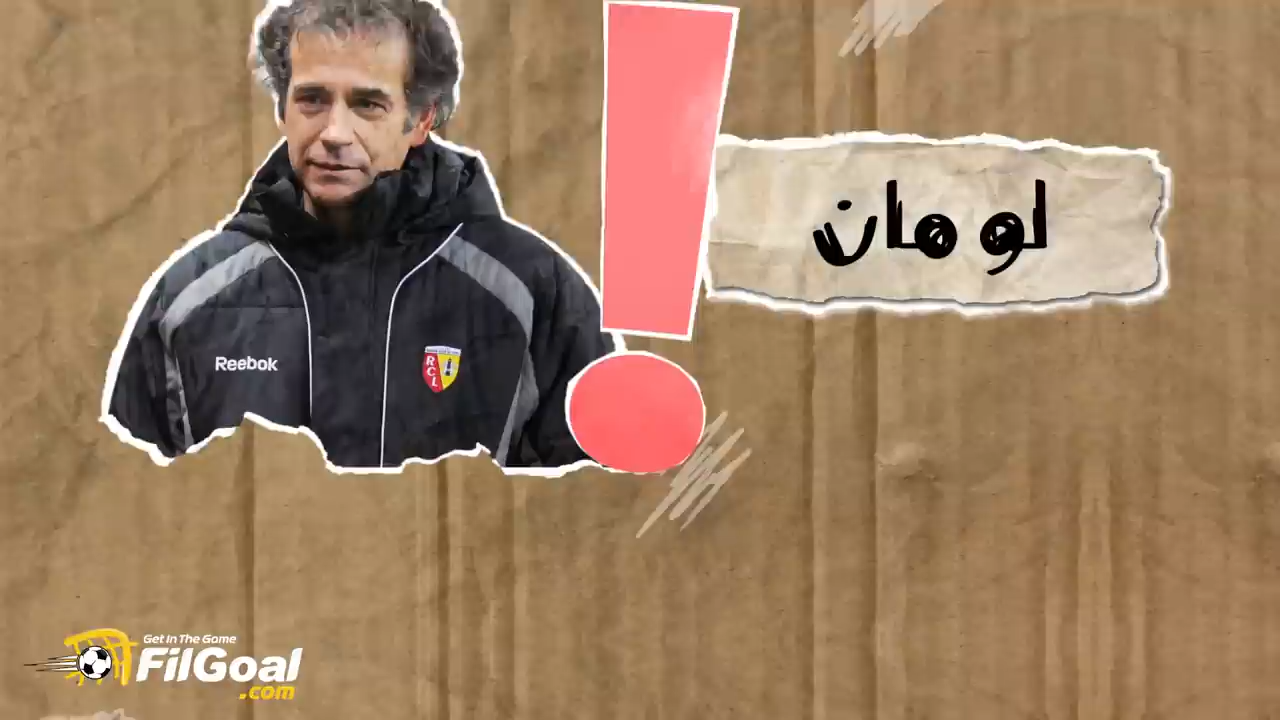 لومان
Reebok
RCL
Get In The Game
FilGoal
.com